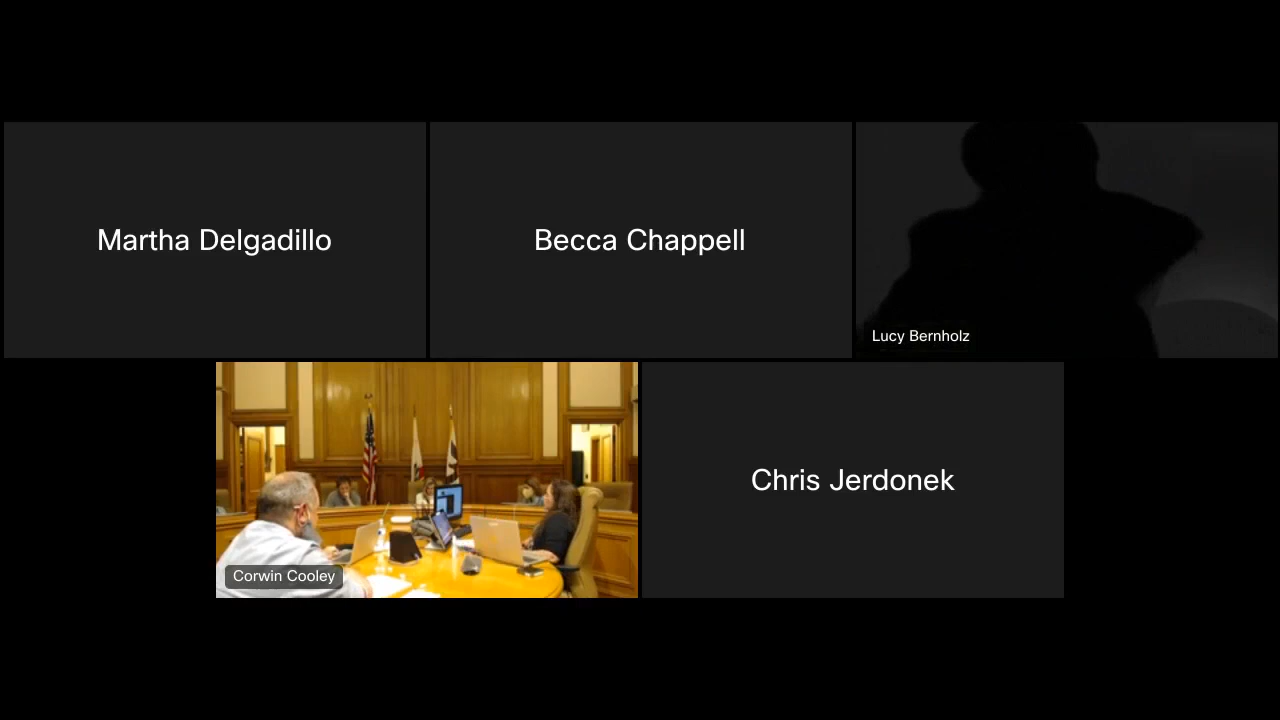 Martha Delgadillo
Becca Chappell
Lucy Bernholz
Corwin Cooley
Chris Jerdonek